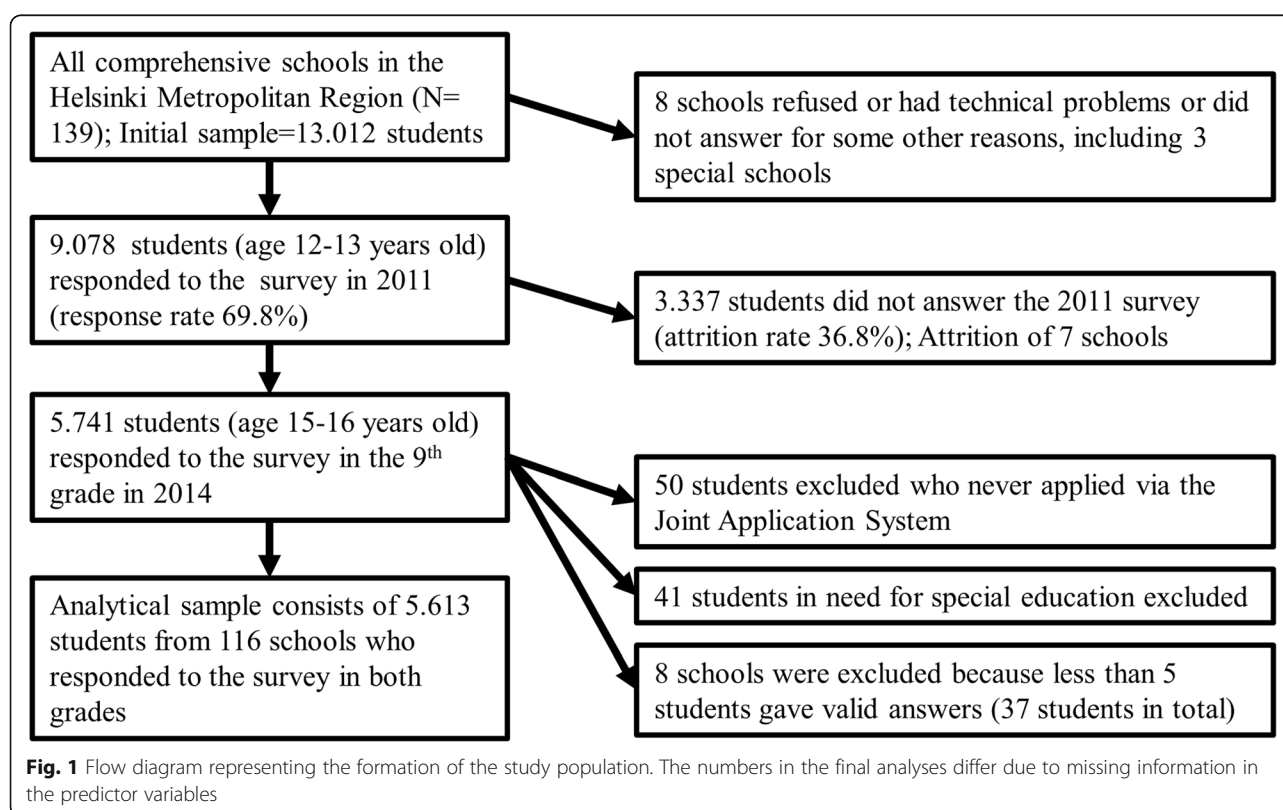 All comprehensive schools in the
Helsinki Metropolitan Region (N=
139); Initial sample=13.012 students
8 schools refused or had technical problems or did
not answer for some other reasons, including 3
special schools
9.078 students (age 12-13 years old)
responded to the survey in 2011
(response rate 69.8%)
3.337 students did not answer the 2011 survey
(attrition rate 36.8%); Attrition of 7 schools
5.741 students (age 15-16 years old)
responded to the survey in the 9th
grade in 2014
50 students excluded who never applied via the
Joint Application System
41 students in need for special education excluded
Analytical sample consists of 5.613
students from 116 schools who
responded to the survey in both
grades
8 schools were excluded because less than 5
students gave valid answers (37 students in total)
Fig. 1 Flow diagram representing the formation of the study population. The numbers in the final analyses differ due to missing information in
the predictor variables